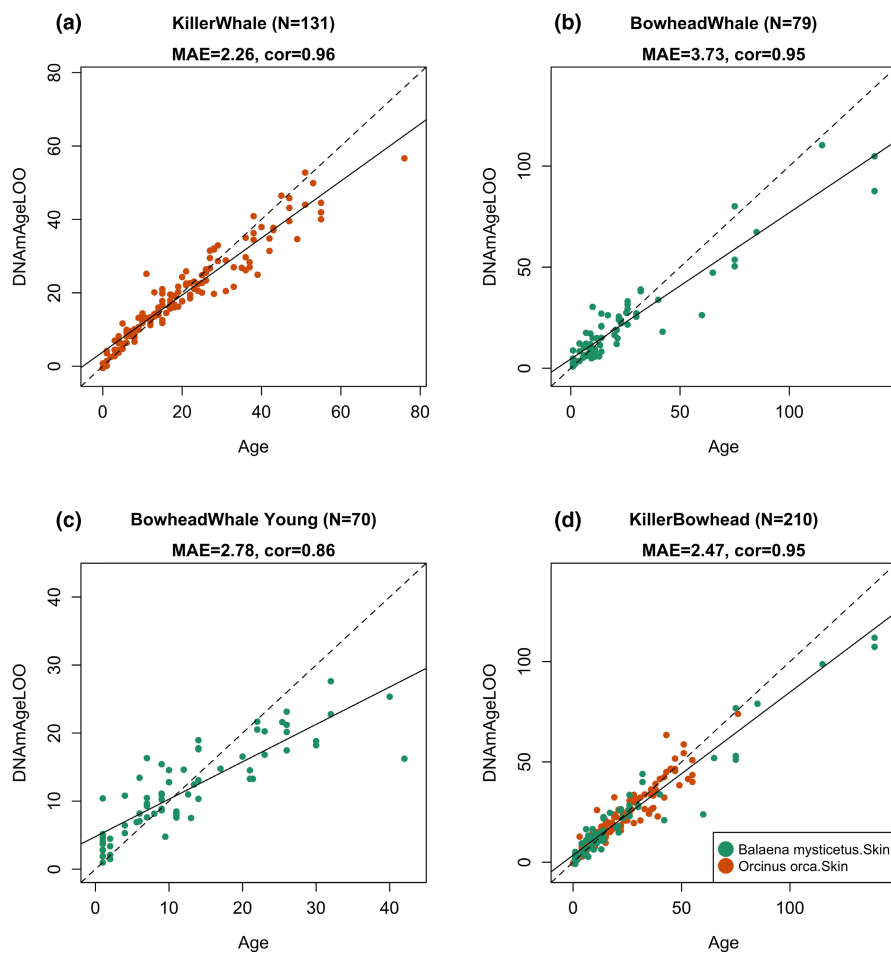 (a)
KillerWhale (N=131)
MAE=2.26, cor=0.96
DNAmAgeLOO
80
60
40
20
0
0 20 40 60 80
Age
(b)
BowheadWhale (N=79)
MAE=3.73, cor=0.95
DNAmAgeLOO
100
50
0
0 50 100
Age
(c)
BowheadWhale Young (N=70)
MAE=2.78, cor=0.86
DNAmAgeLOO
40
30
20
10
0
0 10 20 30 40
Age
(d)
KillerBowhead (N=210)
MAE=2.47, cor=0.95
DNAmAgeLOO
100
50
0
0 50 100
Age
Balaena mysticetus.Skin
Orcinus orca.Skin